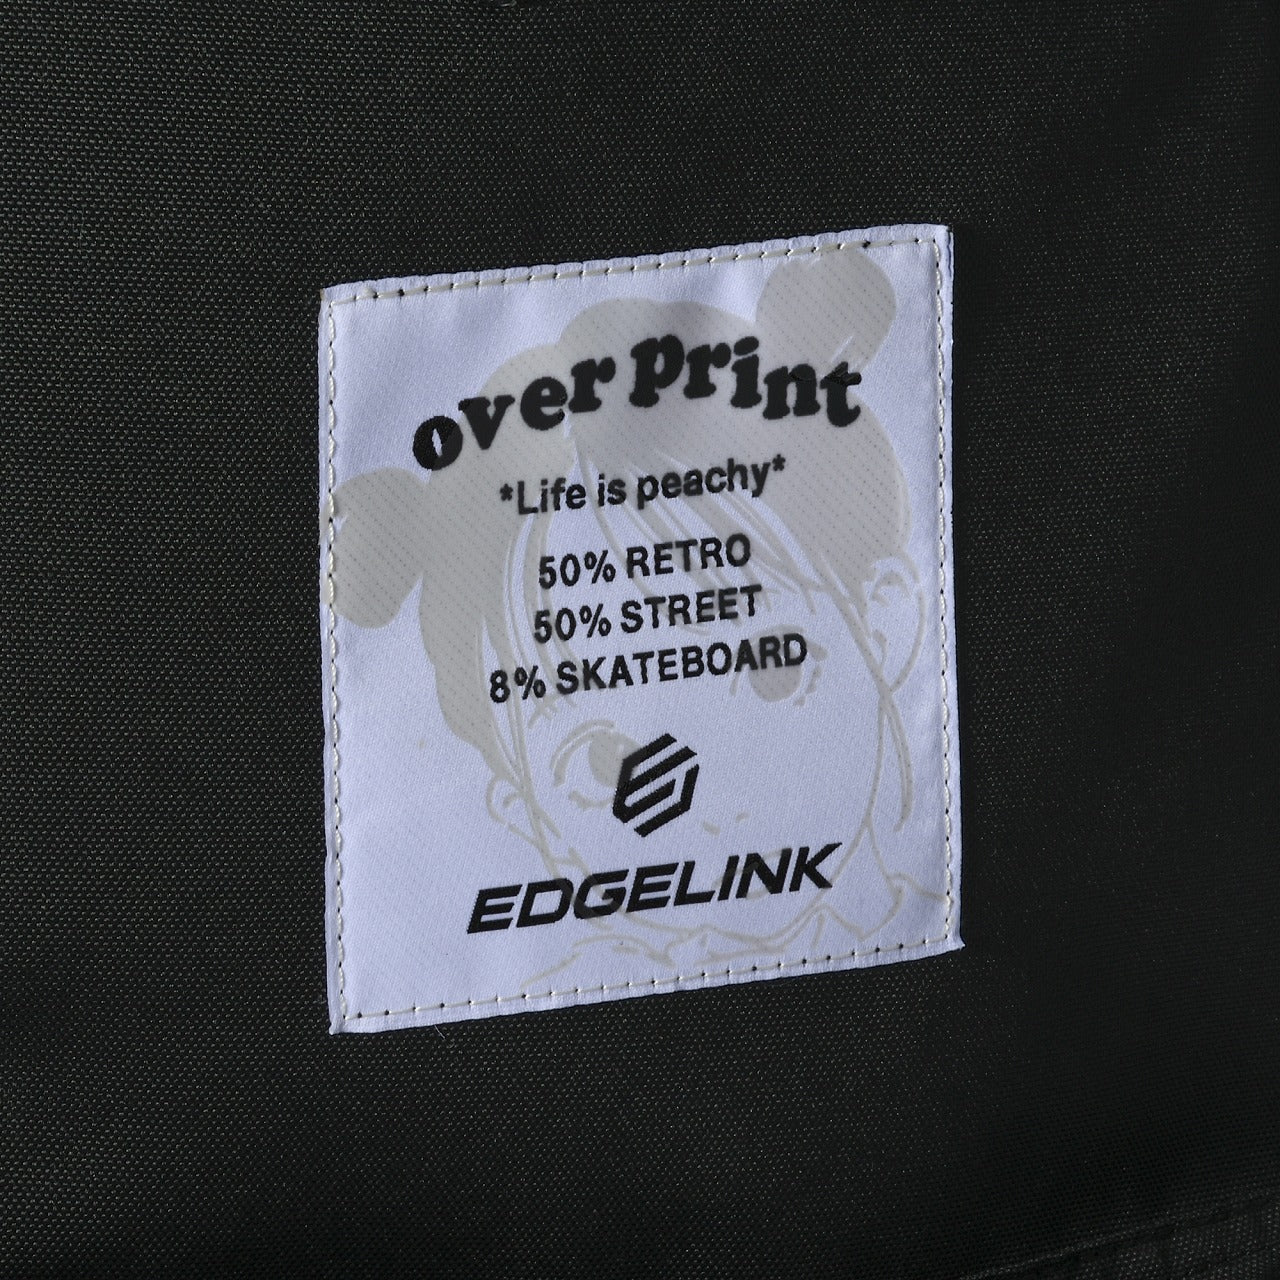 over print
*Life is peachy*
50% RETRO
50% STREET
8% SKATEBOARD
EDGELINK